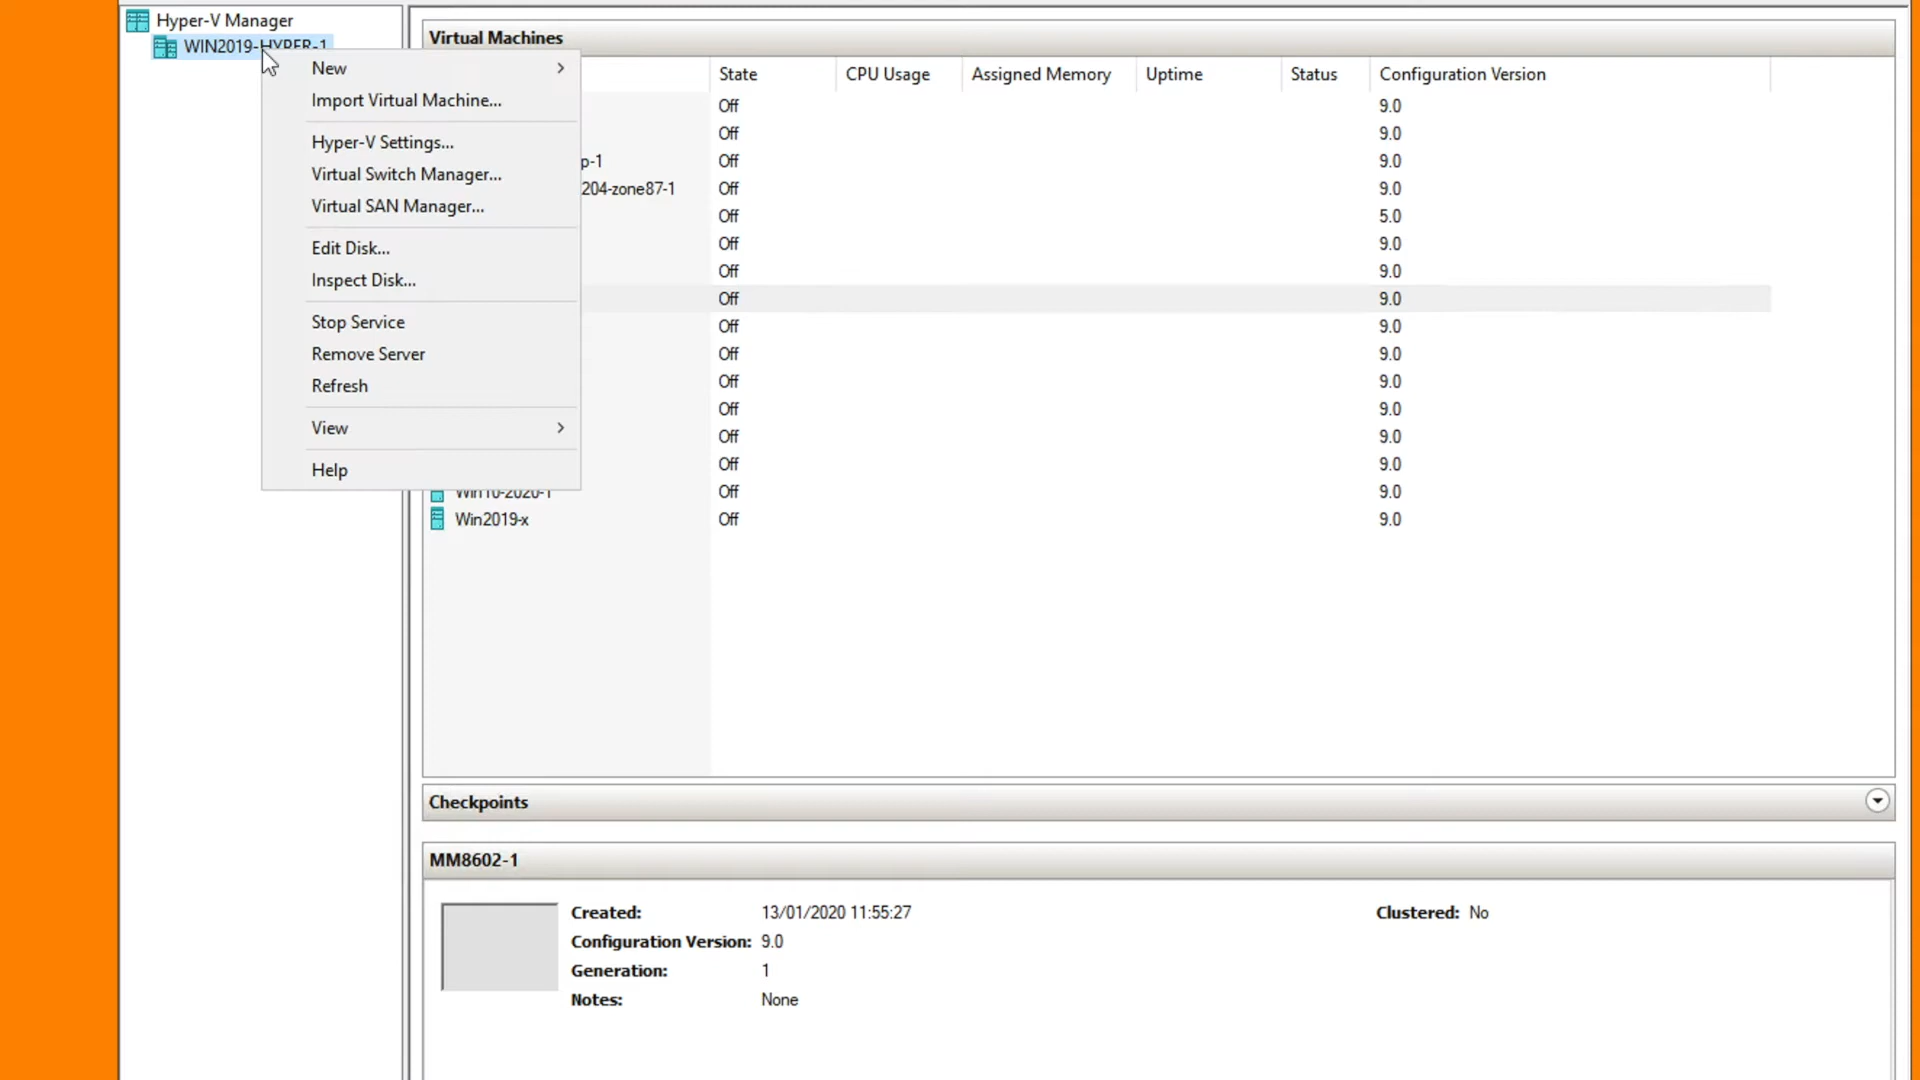 Hyper-V Manager
WIN2019-HYPER-1
New
Import Virtual Machine...
Hyper-V Settings...
Virtual Switch Manager...
Virtual SAN Manager...
Edit Disk...
Inspect Disk...
Stop Service
Remove Server
Refresh
View
Help
Virtual Machines
State CPU Usage Assigned Memory Uptime Status Configuration Version
Off 9.0
Off 9.0
p-1 Off 9.0
204-zone87-1 Off 9.0
Off 5.0
Off 9.0
Off 9.0
Off 9.0
Off 9.0
Off 9.0
Off 9.0
Off 9.0
Off 9.0
Off 9.0
Win10-2020-1 Off 9.0
Win2019-x Off 9.0
Checkpoints
MM8602-1
Created: 13/01/2020 11:55:27 Clustered: No
Configuration Version: 9.0
Generation: 1
Notes: None